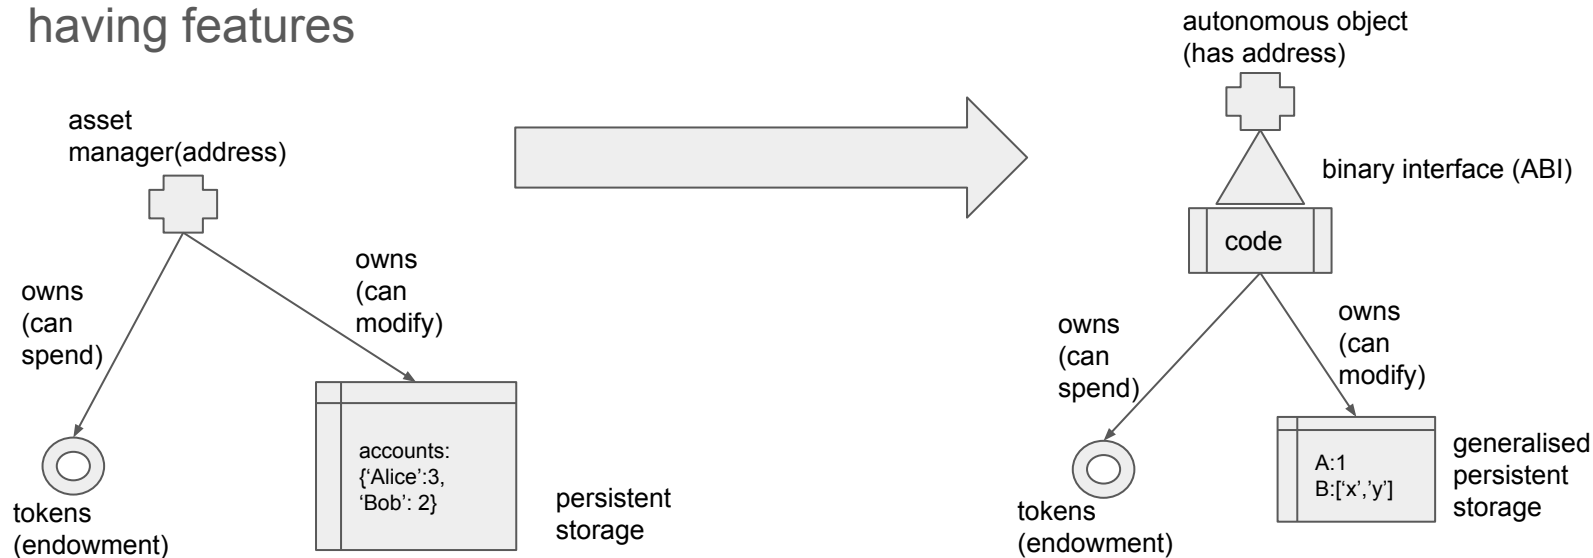 having features
asset
manager(address)
owns
(can
spend)
owns
(can
modify)
tokens
(endowment)
accounts:
{‘Alice’:3,
‘Bob’: 2}
persistent
storage
autonomous object
(has address)
binary interface (ABI)
code
owns
(can
spend)
owns
(can
modify)
tokens
(endowment)
A:1
B:[‘x’,’y’]
generalised
persistent
storage